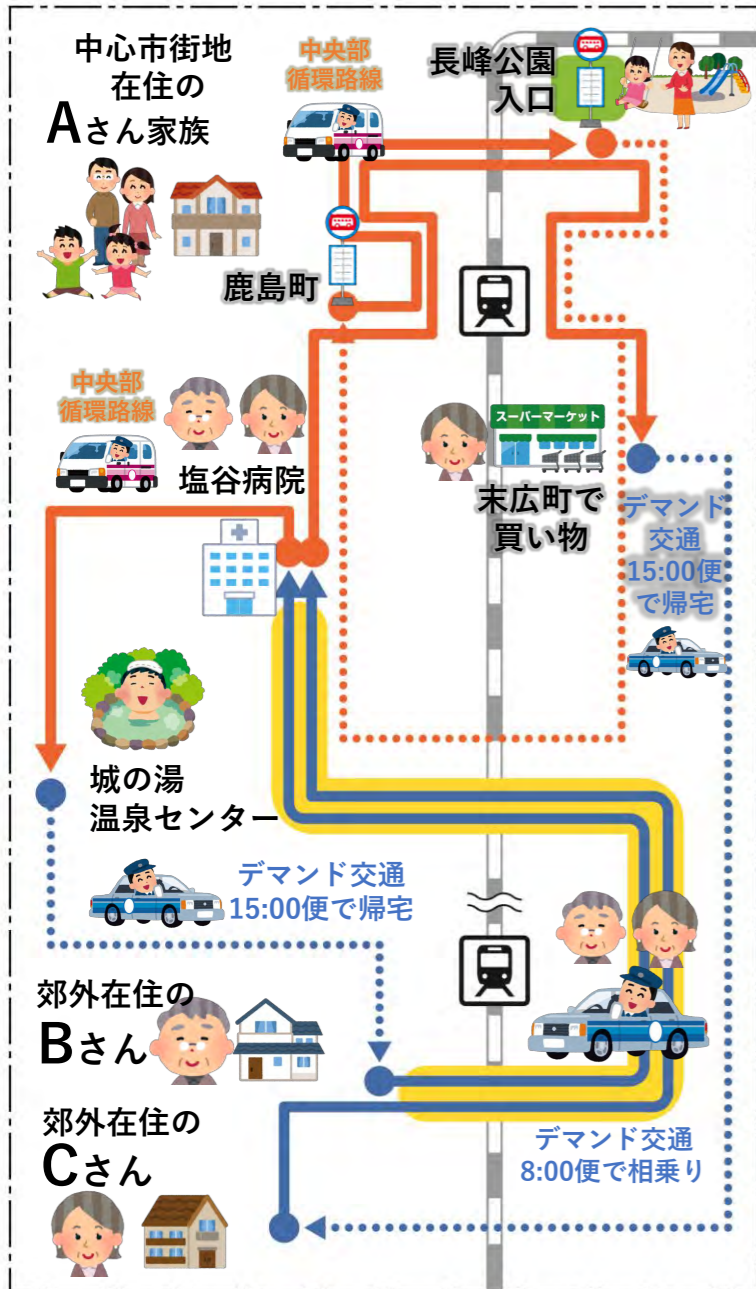 中心市街地
在住の
Aさん家族
中央部
循環路線
長峰公園
入口
鹿島町
中央部
循環路線
塩谷病院
スーパーマーケット
末広町で
買い物
デマンド
交通
15:00便
で帰宅
城の湯
温泉センター
デマンド交通
15:00便で帰宅
郊外在住の
Bさん
郊外在住の
Cさん
デマンド交通
8:00便で相乗り